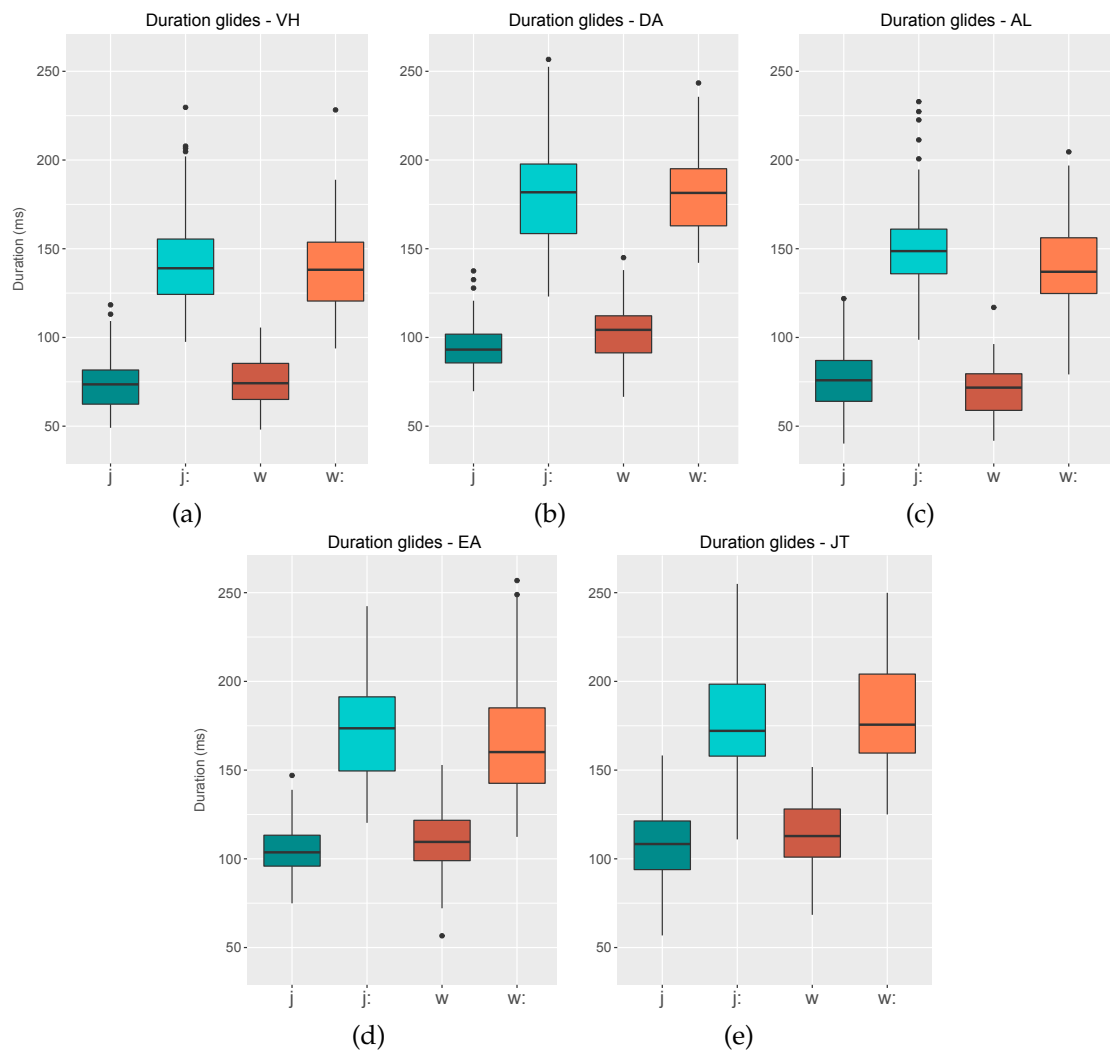 Duration glides - VH
Duration (ms)
250
200
150
100
50
j j: w w:
(a)
Duration glides - DA
250
200
150
100
50
j j: w w:
(b)
Duration glides - AL
250
200
150
100
50
j j: w w:
(c)
Duration glides - EA
Duration (ms)
250
200
150
100
50
j j: w w:
(d)
Duration glides - JT
250
200
150
100
50
j j: w w:
(e)